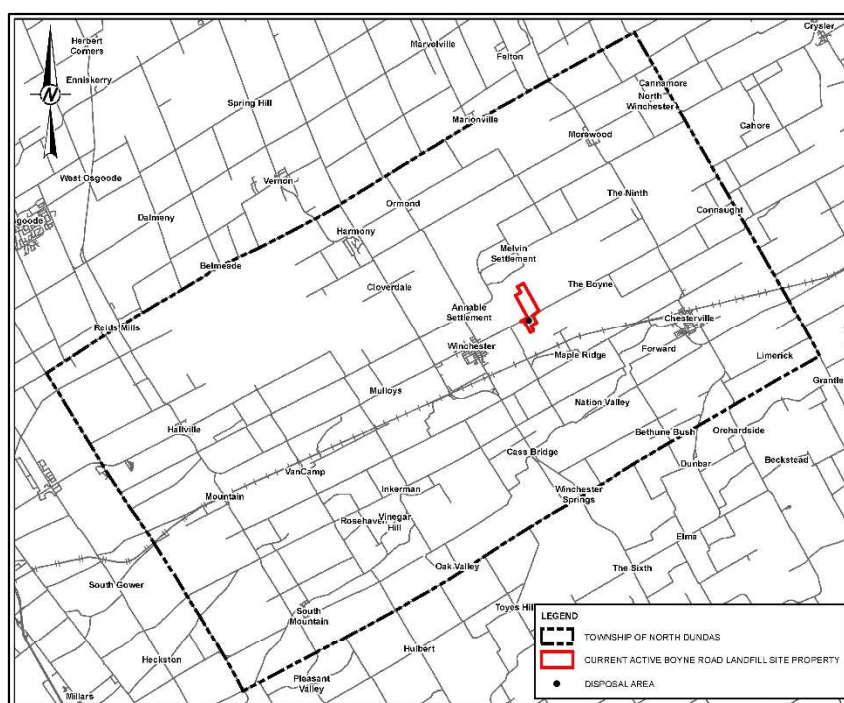 Herbert
Corners
Enniskerry
Marvelville
Felton
Crysler
Cannamore
North
Winchester
Spring Hill
Marionville
Morewood
Cahore
West Osgoode
Vernon
The Ninth
Dalmeny
Ormond
Connaught
sgoode
Harmony
Melvin
Settlement
Belmeade
Cloverdale
The Boyne
Annable
Settlement
Chesterville
Reids Mills
Winchester
Maple Ridge
Forward
Limerick
Mulloys
Grantle
Nation Valley
Hallville
Bethune Bush
Orchardside
Cass Bridge
Dunbar
Beckstead
VanCamp
Mountain
Inkerman
Winchester
Springs
Rosehaven
Vinegar
Hill
Elma
Oak Valley
The Sixth
South Gower
South
Mountain
Toyes Hill
Hulbert
Heckston
Pleasant
Valley
Millars
N
LEGEND
TOWNSHIP OF NORTH DUNDAS
CURRENT ACTIVE BOYNE ROAD LANDFILL SITE PROPERTY
DISPOSAL AREA